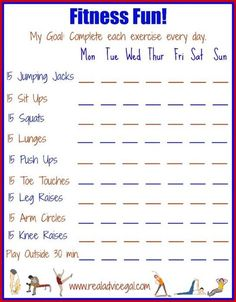 Fitness Fun!
My Goal: Complete each exercise every day.
Mon Tue Wed Thur Fri Sat Sun
15 Jumping Jacks
15 Sit Ups
15 Squats
15 Lunges
15 Push Ups
15 Toe Touches
15 Leg Raises
15 Arm Circles
15 Knee Raises
Play Outside 30 min.
www.realadvicegal.com